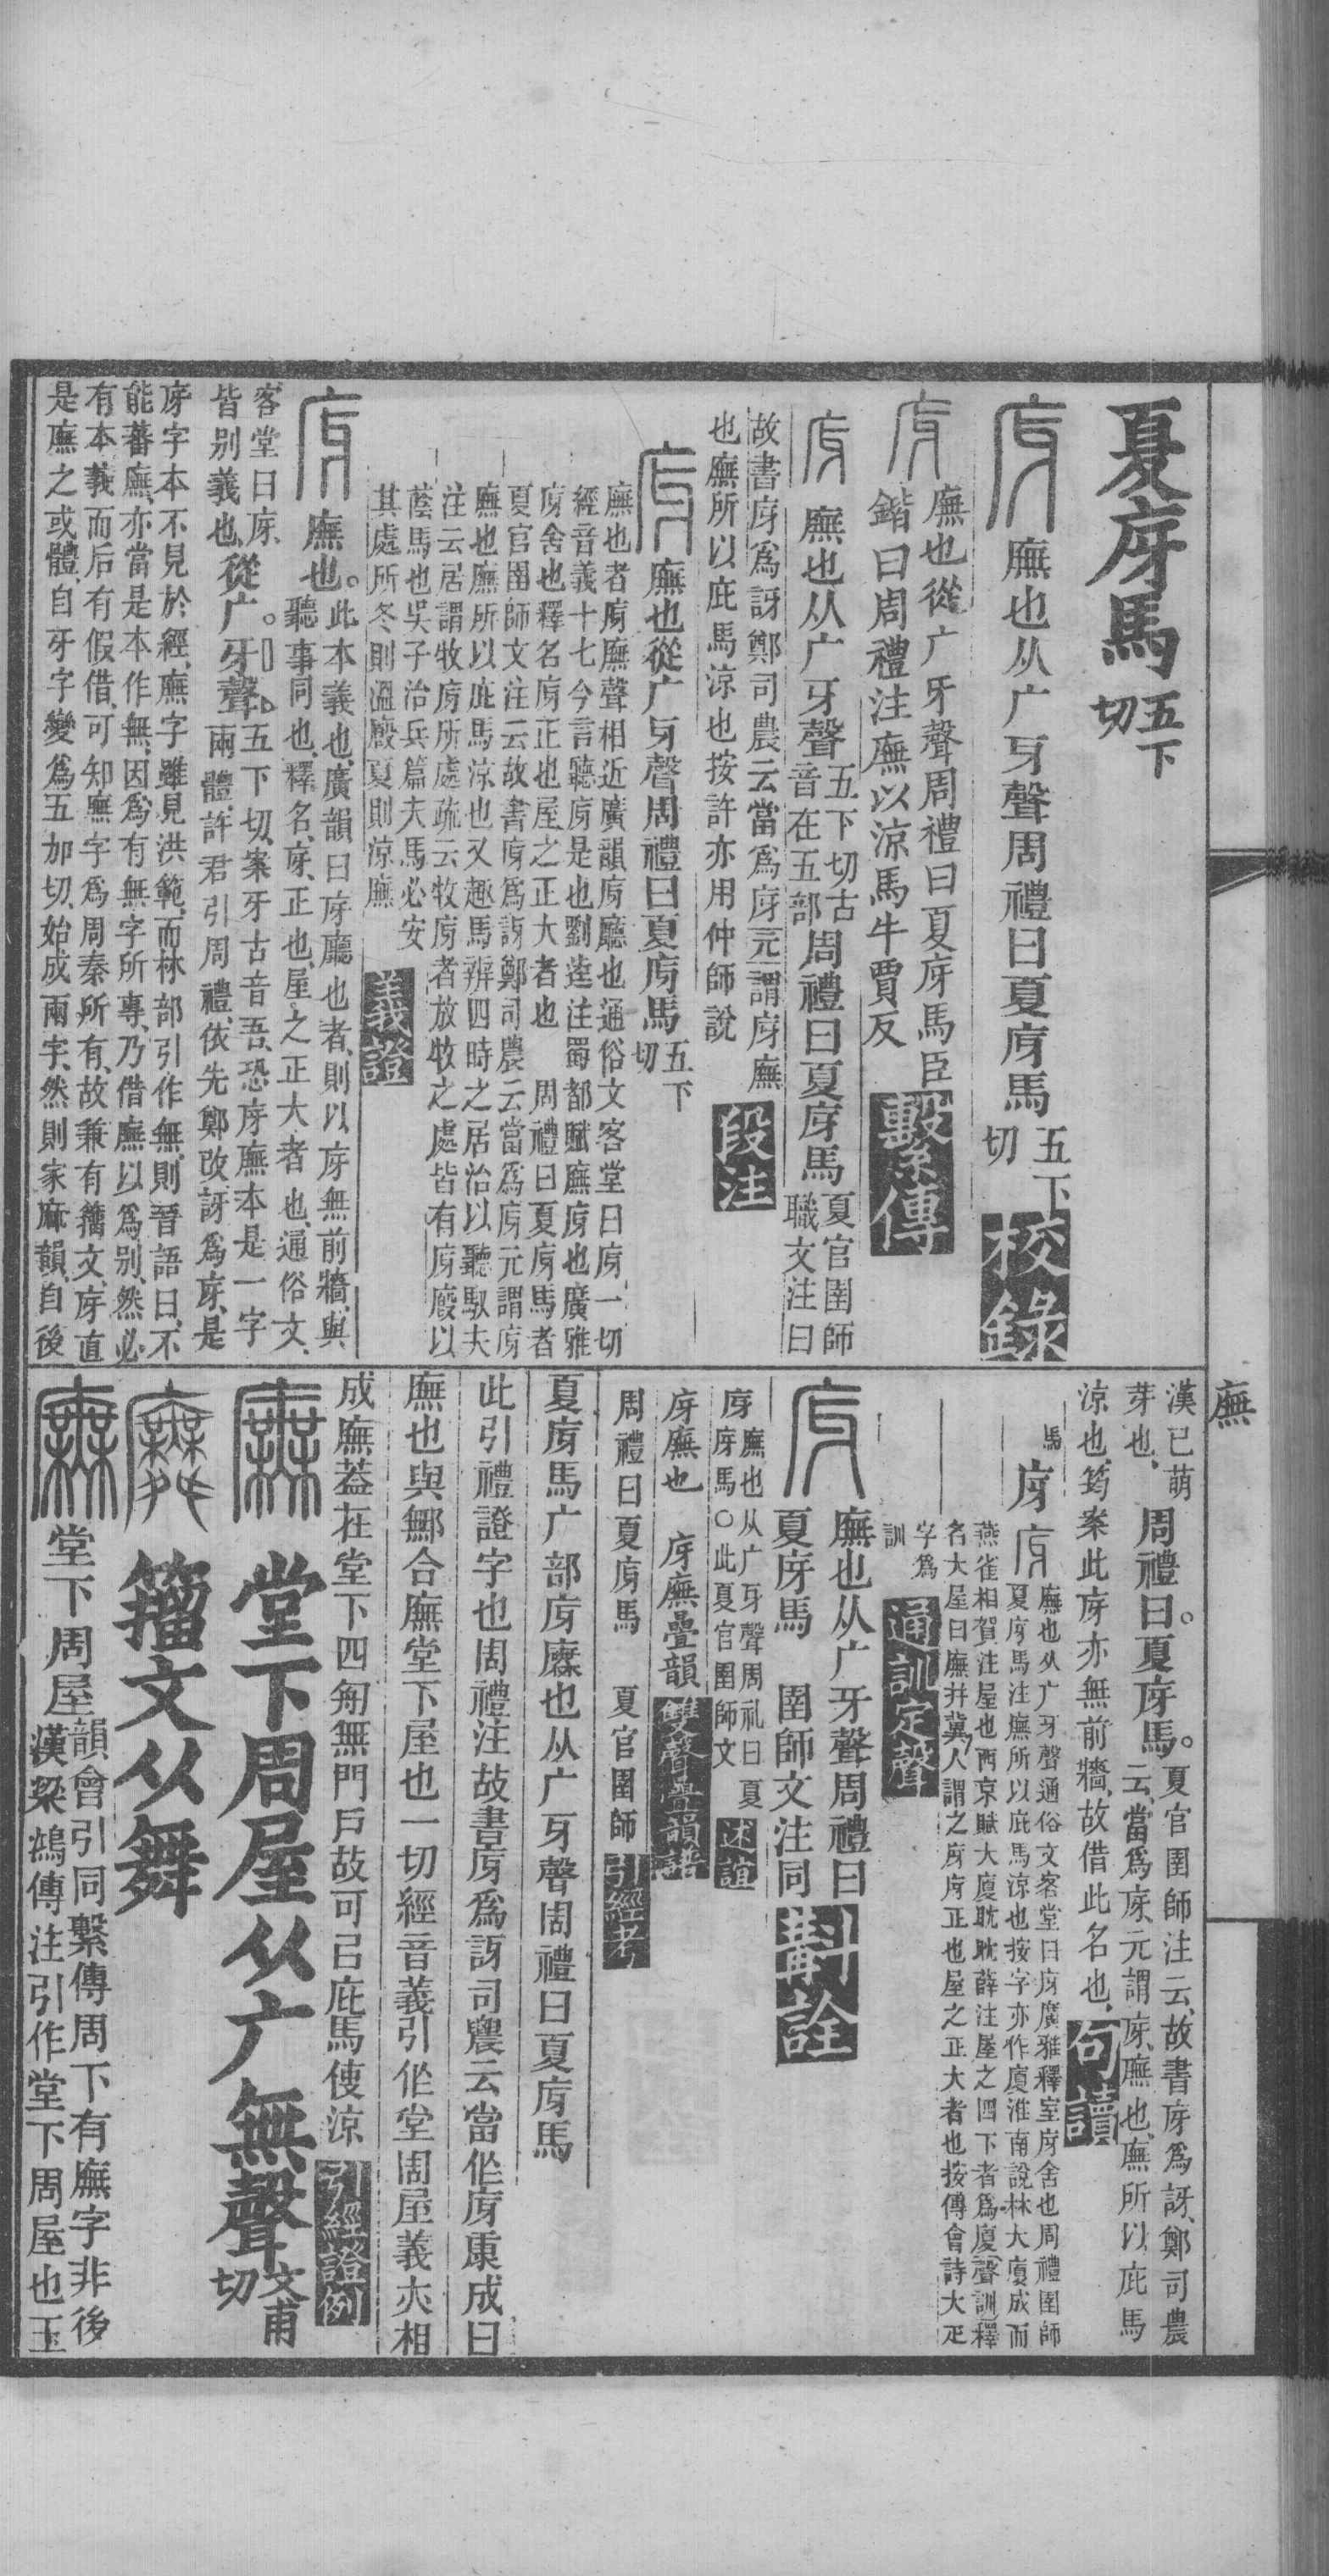 夏庌馬五下切
廡也从广牙聲周禮曰夏庌馬五下切校錄
廡也從广牙聲周禮曰夏庌馬臣
鍇曰周禮注廡以涼馬牛賈反繫傳
廡也从广牙聲五下切古音在五部周禮曰夏庌馬夏官圉師職文注曰
故書庌爲訝鄭司農云當爲庌元謂庌廡
也廡所以庇馬涼也按許亦用仲師說段注
廡也從广牙聲周禮曰夏庌馬五下切
廡也者庌廡聲相近廣韻庌廳也通俗文客堂曰庌一切
經音義十七今言聽庌是也劉逵注蜀都賦廡庌也廣雅
庌舍也釋名庌正也屋之正大者也 周禮曰夏庌馬者
夏官圉師文注云故書庌爲訝鄭司農云當爲庌元謂庌
廡也廡所以庇馬涼也又趣馬辨四時之居治以聽馭夫
注云居謂牧庌所處疏云牧庌者放牧之處皆有庌廄以
蔭馬也吳子治兵篇夫馬必安
其處所冬則溫廄夏則涼廡義證
廡也。此本義也、廣韻曰庌廳也者、則以庌無前牆、與
聽事同也、釋名、庌、正也、屋之正大者也、通俗文、
客堂曰庌、
皆别義也、從广。牙聲。五下切、案牙古音吾、恐庌廡本是一字
兩體、許君引周禮、依先鄭改訝爲庌、是
庌字本不見於經、廡字雖見洪範、而林部引作無、則晉語曰、不
能蕃廡、亦當是本作無、因爲有無字所專、乃借廡以爲别、然必
有本義而后有假借、可知廡字爲周秦所有、故兼有籒文、庌直
是廡之或體、自牙字變爲五加切、始成兩字、然則家麻韻、自後
廡
漢已萌
芽也、周禮曰。夏庌馬。夏官圉師注云、故書庌爲訝、鄭司農
云、當爲庌、元謂庌、廡也、廡所以庇馬
涼也、筠案此庌亦無前牆、故借此名也、句讀
馬
庌 廡也从广牙聲通俗文客堂曰庌廣雅釋室庌舍也周禮圉師
夏庌馬注廡所以庇馬涼也按字亦作廈淮南說林大廈成而
燕雀相賀注屋也西京賦大廈耽耽薛注屋之四下者爲廈聲訓釋
名大屋曰廡并冀人謂之庌庌正也屋之正大者也按傅會詩大疋
字爲
訓通訓定聲
廡也从广牙聲周禮曰
夏庌馬 圉師文注同斠詮
庌 廡也从广牙聲周礼曰夏
庌馬○此夏官圉師文述誼
庌廡也 庌廡疊韻雙聲疊韻譜
周禮曰夏庌馬 夏官圉師引經考
夏庌馬广部庌廡也从广牙聲周禮曰夏庌馬
此引禮證字也周禮注故書庌爲訝司農云當作庌康成曰
廡也與鄦合廡堂下屋也一切經音義引作堂周屋義亦相
成廡蓋在堂下四匊無門戶故可㠯庇馬使涼引經證例
堂下周屋从广無聲文甫切
籒文从舞
堂下周屋韻會引同繫傳周下有廡字非後
漢梁鴻傳注引作堂下周屋也玉